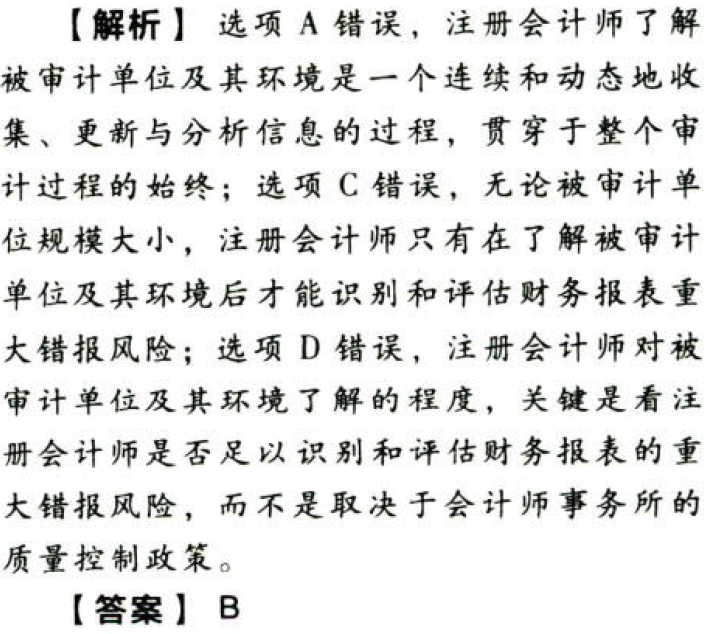 【解析】 选项 A 错误，注册会计师了解
被审计单位及其环境是一个连续和动态地收
集、更新与分析信息的过程，贯穿于整个审
计过程的始终；选项 C 错误，无论被审计单
位规模大小，注册会计师只有在了解被审计
单位及其环境后才能识别和评估财务报表重
大错报风险；选项 D 错误，注册会计师对被
审计单位及其环境了解的程度，关键是看注
册会计师是否足以识别和评估财务报表的重
大错报风险，而不是取决于会计师事务所的
质量控制政策。
【答案】 B